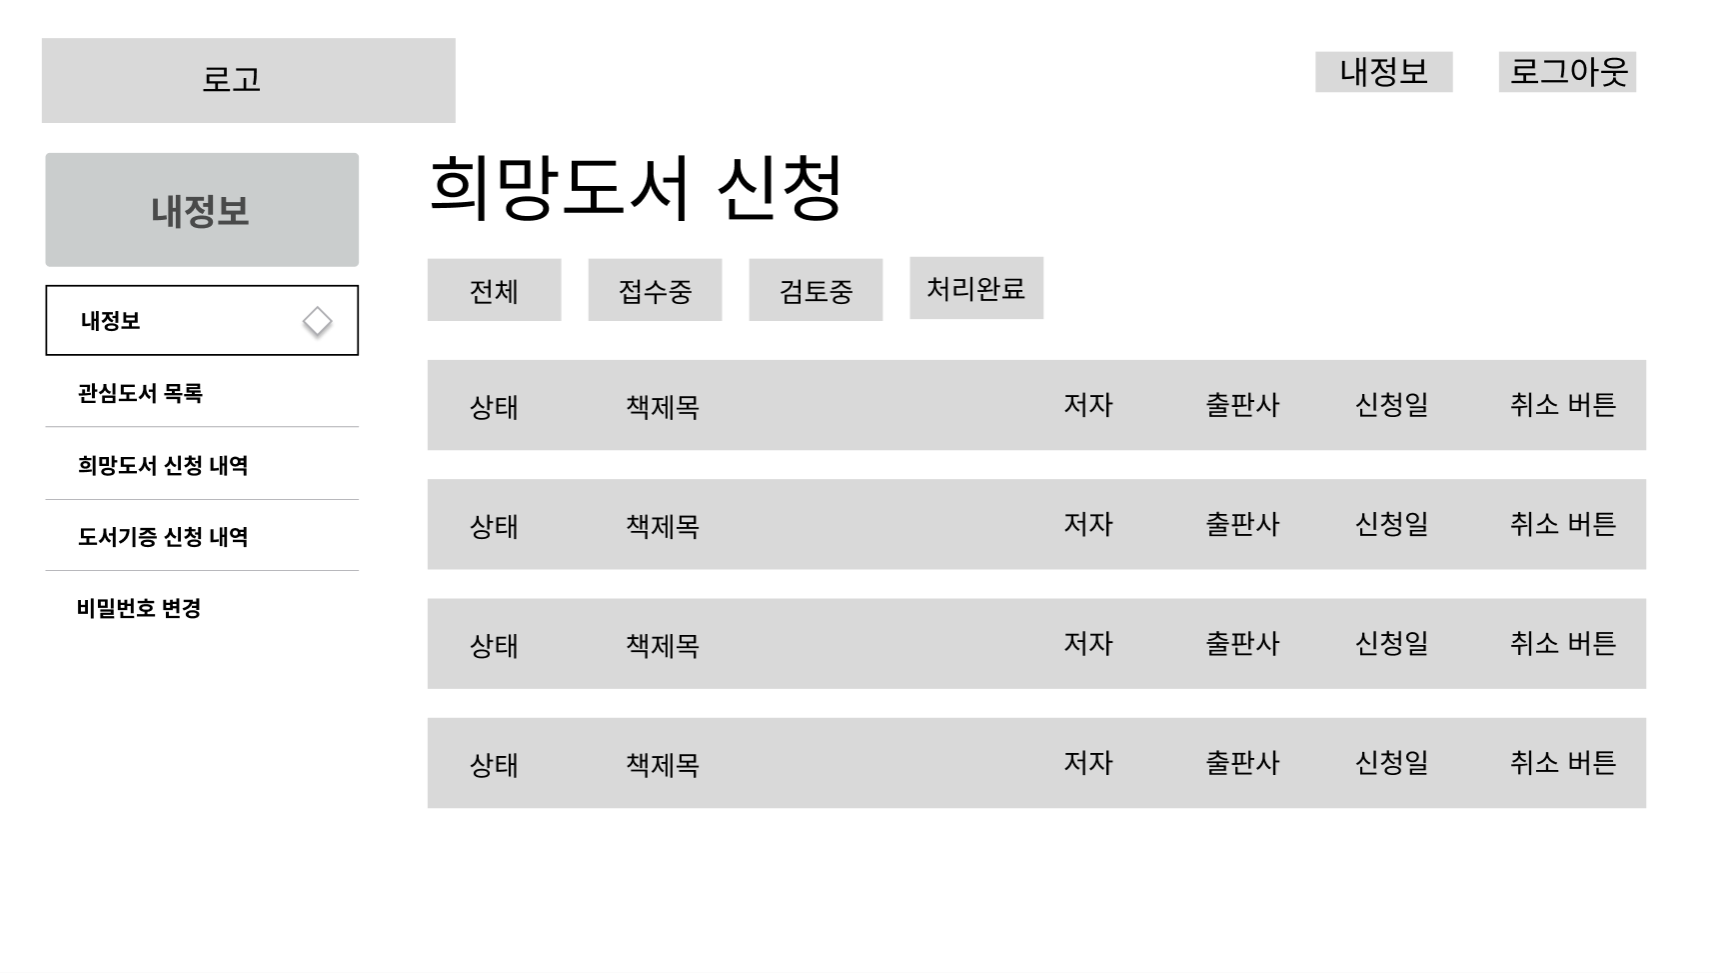 로고
내정보 로그아웃
내정보
내정보
관심도서 목록
희망도서 신청 내역
도서기증 신청 내역
비밀번호 변경
희망도서 신청
전체 접수중 검토중 처리완료
상태 책제목 저자 출판사 신청일 취소 버튼
상태 책제목 저자 출판사 신청일 취소 버튼
상태 책제목 저자 출판사 신청일 취소 버튼
상태 책제목 저자 출판사 신청일 취소 버튼